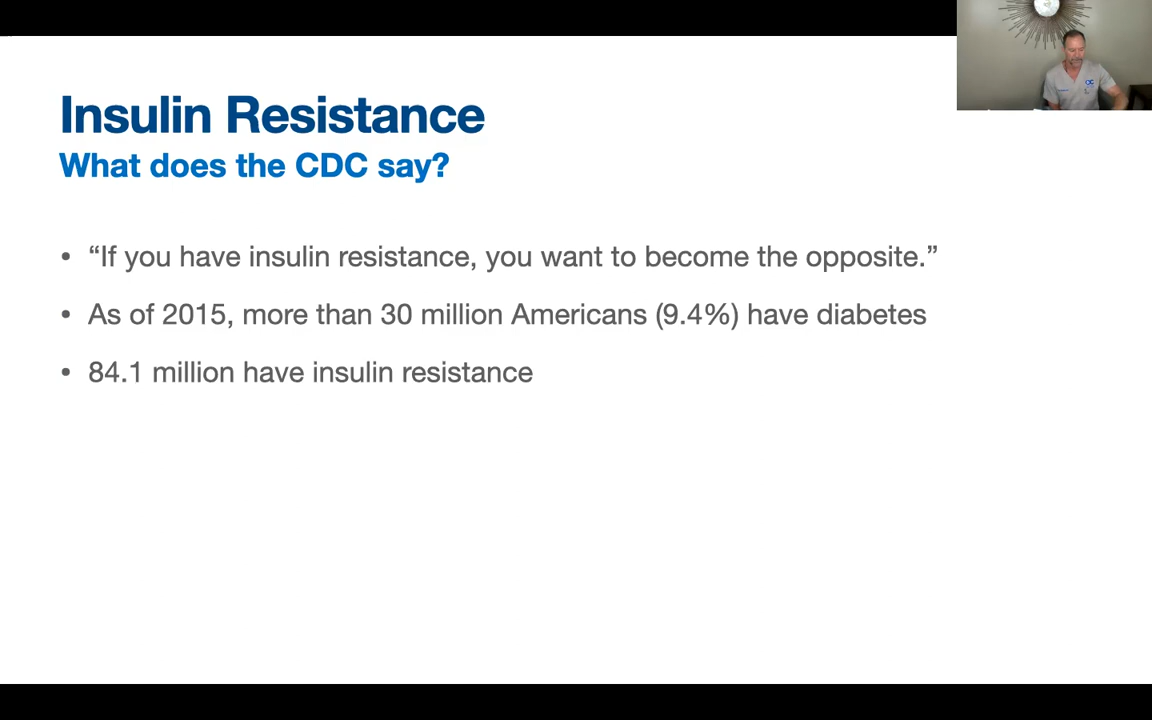 Insulin Resistance
What does the CDC say?
• “If you have insulin resistance, you want to become the opposite.”
• As of 2015, more than 30 million Americans (9.4%) have diabetes
• 84.1 million have insulin resistance